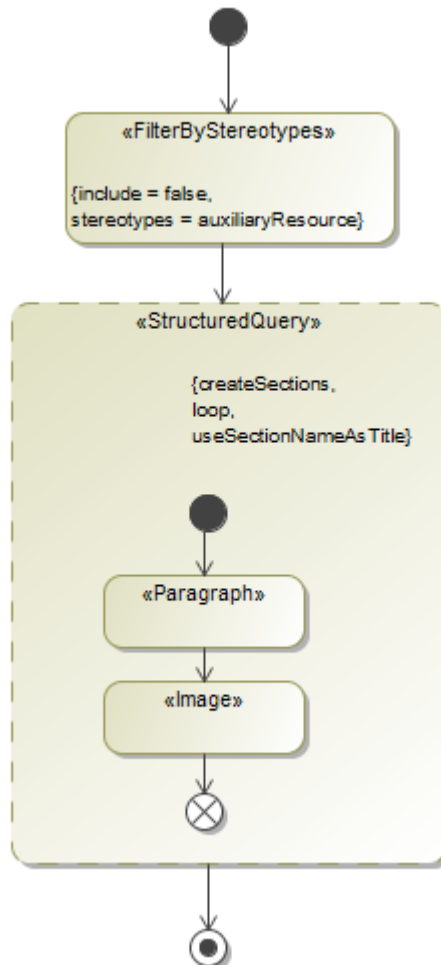 «FilterByStereotypes»
{include = false,
stereotypes = auxiliaryResource}
«StructuredQuery»
{createSections,
loop,
useSectionNameAsTitle}
«Paragraph»
«Image»